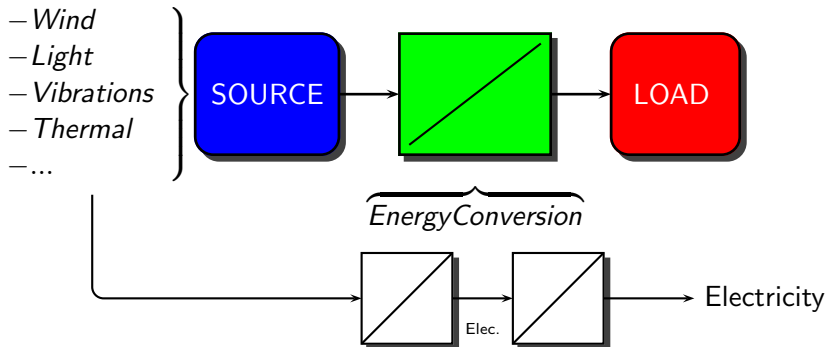 – Wind
– Light
– Vibrations
– Thermal
– ...
SOURCE
LOAD
EnergyConversion
Elec.
Electricity